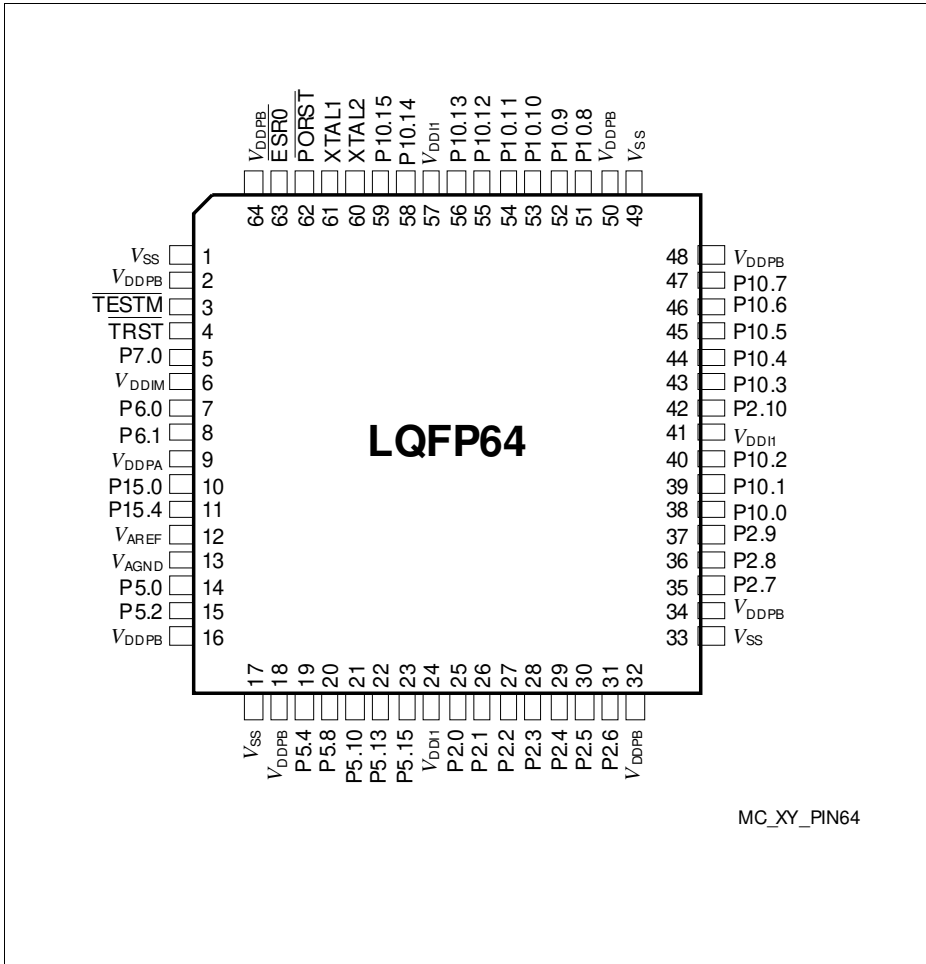 VDDPB
ESR0
PORST
XTAL1
XTAL2
P10.15
P10.14
VDDI1
P10.13
P10.12
P10.11
P10.10
P10.9
P10.8
VDDPB
VSS
64 63 62 61 60 59 58 57 56 55 54 53 52 51 50 49
VSS 1
VDDPB 2
TESTM 3
TRST 4
P7.0 5
VDDIM 6
P6.0 7
P6.1 8
VDDPA 9
P15.0 10
P15.4 11
VAREF 12
VAGND 13
P5.0 14
P5.2 15
VDDPB 16
LQFP64
48 VDDPB
47 P10.7
46 P10.6
45 P10.5
44 P10.4
43 P10.3
42 P2.10
41 VDDI1
40 P10.2
39 P10.1
38 P10.0
37 P2.9
36 P2.8
35 P2.7
34 VDDPB
33 VSS
17 18 19 20 21 22 23 24 25 26 27 28 29 30 31 32
VSS
VDDPB
P5.4
P5.8
P5.10
P5.13
P5.15
VDDI1
P2.0
P2.1
P2.2
P2.3
P2.4
P2.5
P2.6
VDDPB
MC_XY_PIN64